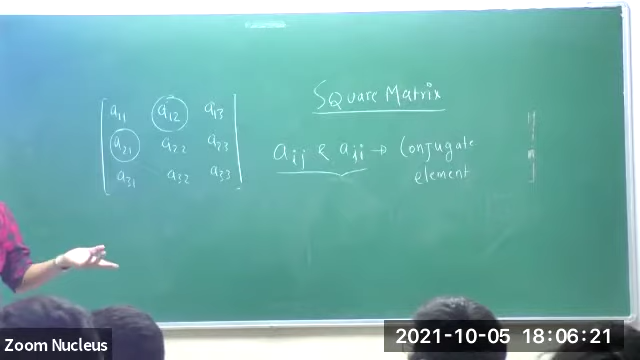 Square Matrix
a11 a12 a13
a21 a22 a23
a31 a32 a33
aij & aji → Conjugate
element
Zoom Nucleus
2021-10-05 18:06:21